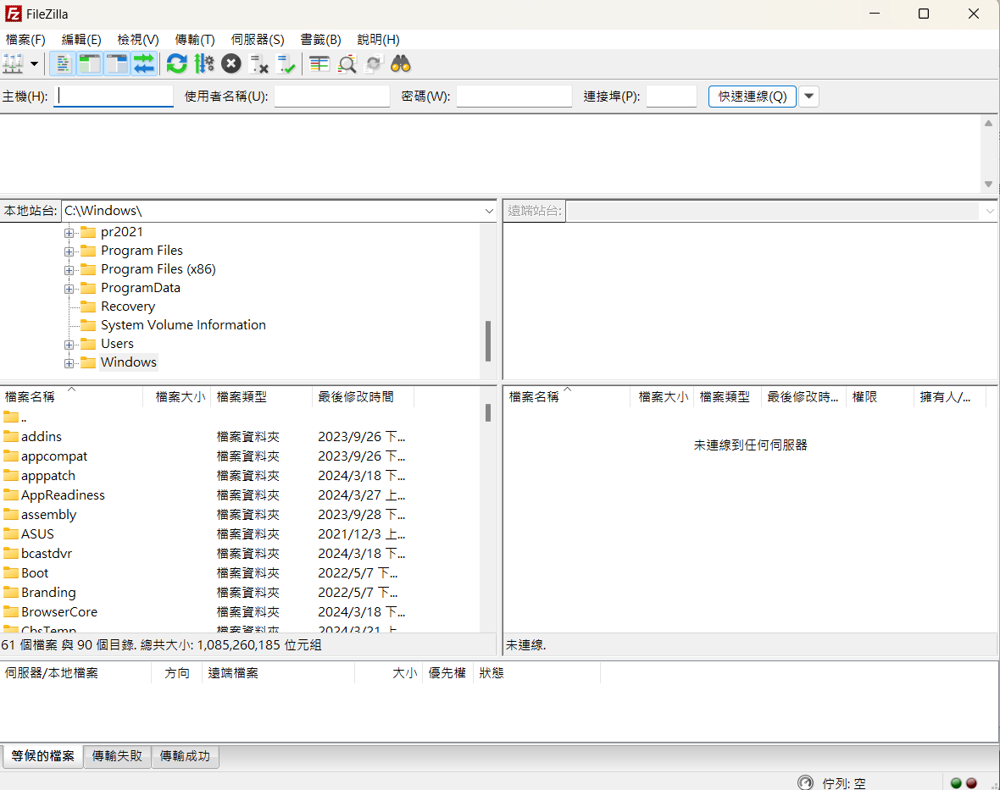 FileZilla
檔案(F) 編輯(E) 檢視(V) 傳輸(T) 伺服器(S) 書籤(B) 說明(H)
主機(H): 使用者名稱(U): 密碼(W): 連接埠(P): 快速連線(Q)
本地站台: C:\Windows\
pr2021
Program Files
Program Files (x86)
ProgramData
Recovery
System Volume Information
Users
Windows
遠端站台:
檔案名稱 檔案大小 檔案類型 最後修改時間
..
addins 檔案資料夾 2023/9/26 下...
appcompat 檔案資料夾 2023/9/26 下...
apppatch 檔案資料夾 2024/3/18 下...
AppReadiness 檔案資料夾 2024/3/27 上...
assembly 檔案資料夾 2023/9/28 下...
ASUS 檔案資料夾 2021/12/3 上...
bcastdvr 檔案資料夾 2024/3/18 下...
Boot 檔案資料夾 2022/5/7 下...
Branding 檔案資料夾 2022/5/7 下...
BrowserCore 檔案資料夾 2024/3/18 下...
CbsTemp 檔案資料夾 2024/3/21 上...
61 個檔案 與 90 個目錄. 總共大小: 1,085,260,185 位元組
檔案名稱 檔案大小 檔案類型 最後修改時... 權限 擁有人/...
未連線到任何伺服器
未連線.
伺服器/本地檔案 方向 遠端檔案 大小 優先權 狀態
等候的檔案 傳輸失敗 傳輸成功
佇列: 空